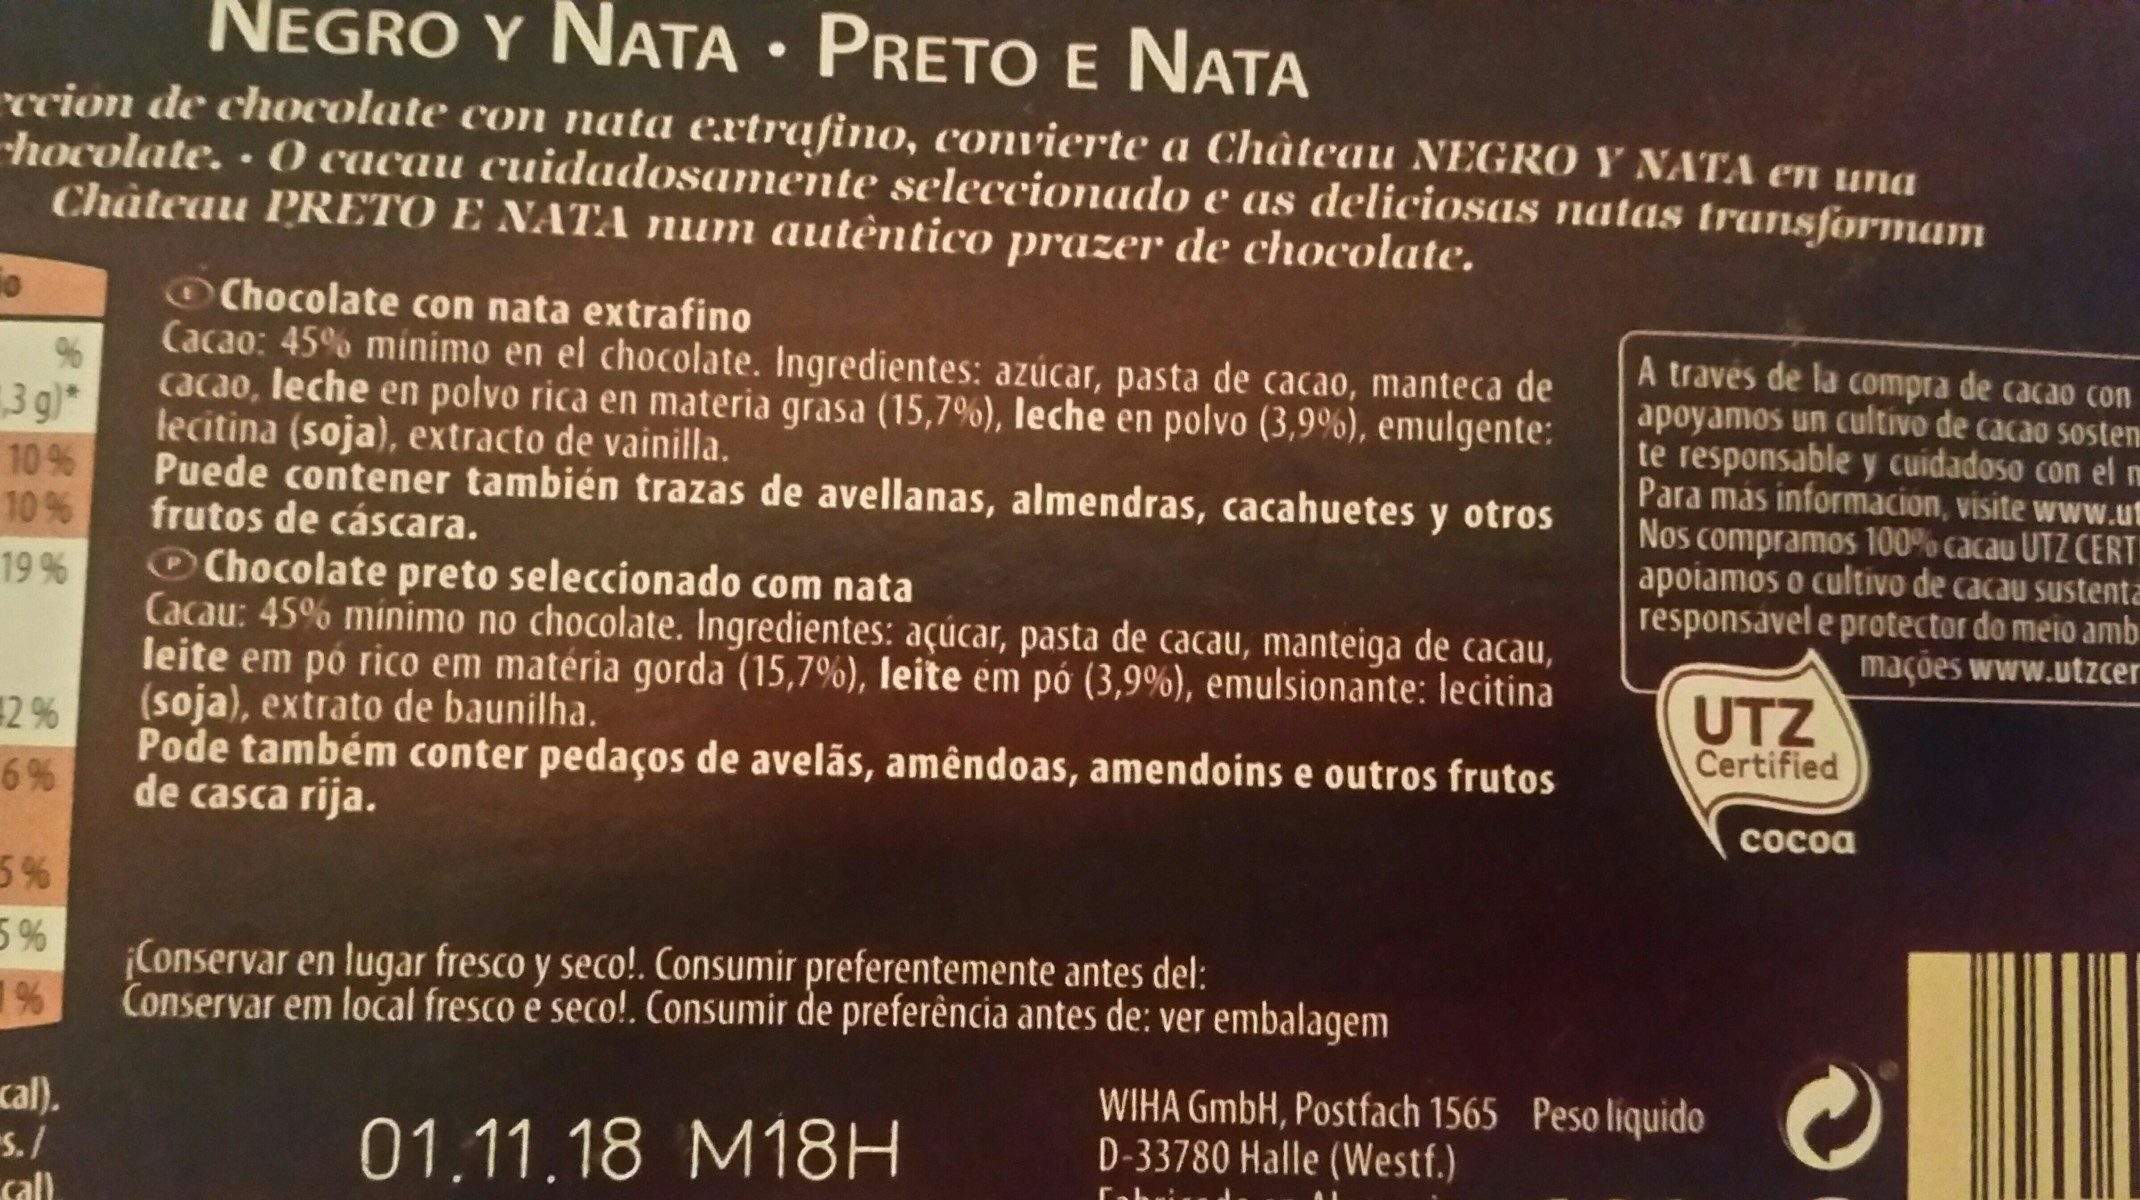 NEGRO Y NATA · PRETO E NATA
de chocolate con nata extrafino, convierte a Château NEGRO Y NATA en una
chocolate. · O cacau cuidadosamente seleccionado e as deliciosas natas transformam
Château PRETO E NATA num autêntico prazer de chocolate.
%
,3 g)*
10 %
10 %
19 %
2 %
6 %
5 %
5 %
1 %
E Chocolate con nata extrafino
Cacao: 45% mínimo en el chocolate. Ingredientes: azúcar, pasta de cacao, manteca de
cacao, leche en polvo rica en materia grasa (15,7%), leche en polvo (3,9%), emulgente:
lecitina (soja), extracto de vainilla.
Puede contener también trazas de avellanas, almendras, cacahuetes y otros
frutos de cáscara.
P Chocolate preto seleccionado com nata
Cacau: 45% mínimo no chocolate. Ingredientes: açúcar, pasta de cacau, manteiga de cacau,
leite em pó rico em matéria gorda (15,7%), leite em pó (3,9%), emulsionante: lecitina
(soja), extrato de baunilha.
Pode também conter pedaços de avelãs, amêndoas, amendoins e outros frutos
de casca rija.
A través de la compra de cacao con
apoyamos un cultivo de cacao sosten
te responsable y cuidadoso con el m
Para más información, visite www.ut
Nos compramos 100% cacau UTZ CERT
apoiamos o cultivo de cacau sustenta
responsável e protector do meio amb
mações www.utzcer
UTZ
Certified
cocoa
¡Conservar en lugar fresco y seco!. Consumir preferentemente antes del:
Conservar em local fresco e seco!. Consumir de preferência antes de: ver embalagem
cal).
s. /
cal)
01.11.18 M18H
WIHA GmbH, Postfach 1565 Peso líquido
D-33780 Halle (Westf.)